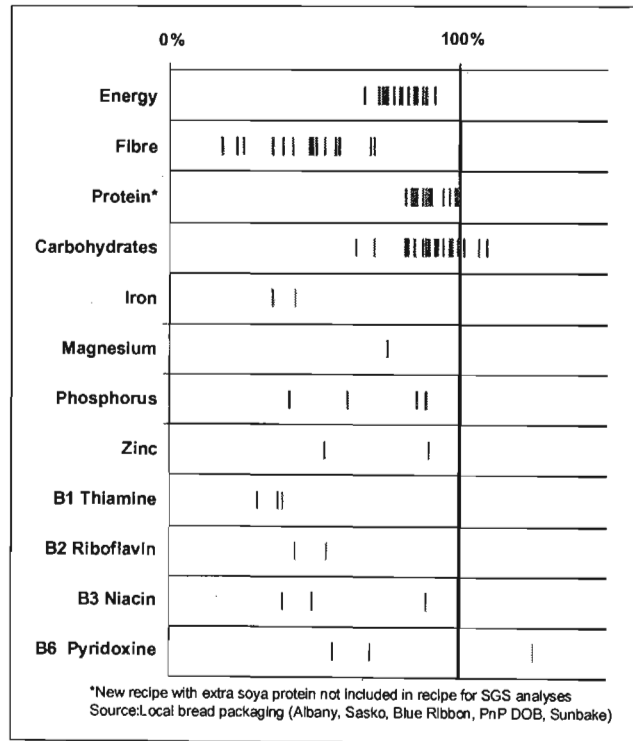 0% 100%
Energy
Fibre
Protein*
Carbohydrates
Iron
Magnesium
Phosphorus
Zinc
B1 Thiamine
B2 Riboflavin
B3 Niacin
B6 Pyridoxine
*New recipe with extra soya protein not included in recipe for SGS analyses
Source:Local bread packaging (Albany, Sasko, Blue Ribbon, PnP DOB, Sunbake)